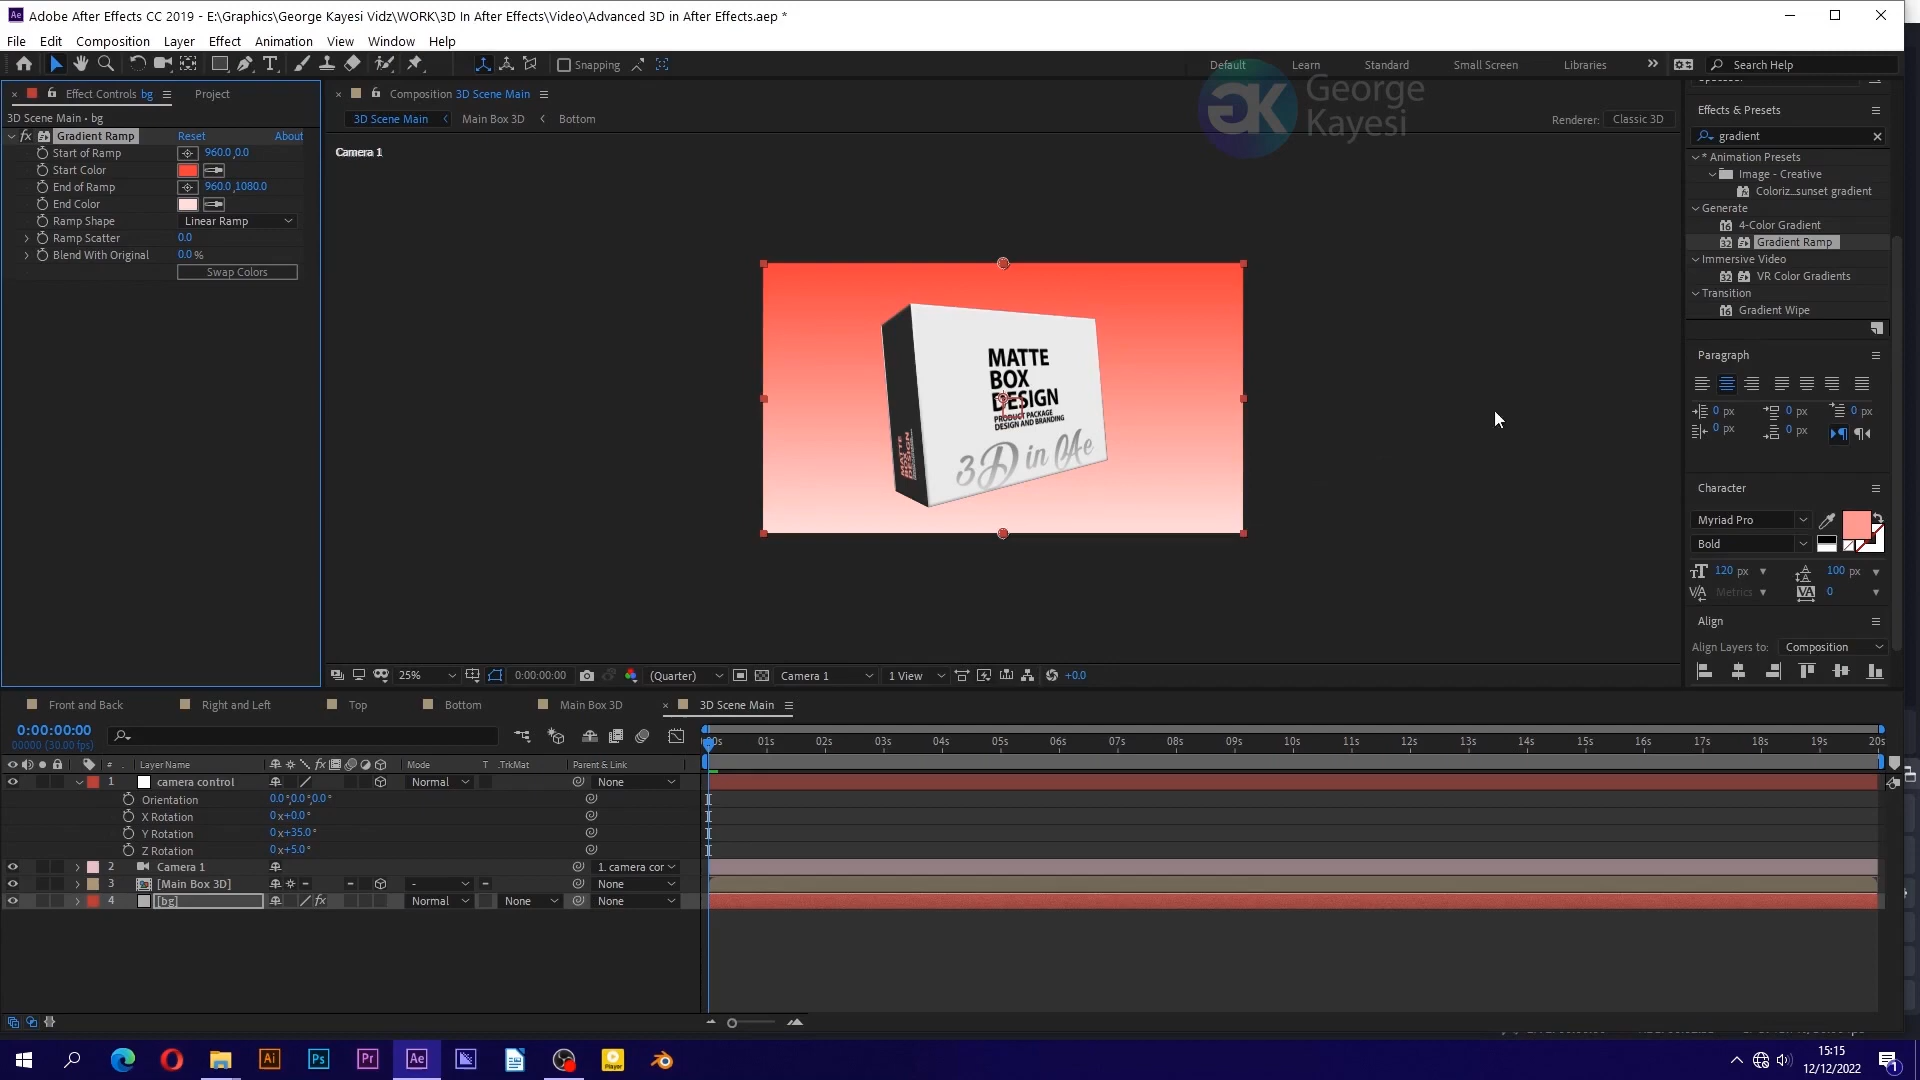 Adobe After Effects CC 2019 - E:\Graphics\George Kayesi Vidz\WORK\3D In After Effects\Video\Advanced 3D in After Effects.aep *
File Edit Composition Layer Effect Animation View Window Help
Snapping
Default Learn Standard Small Screen Libraries Search Help
Effect Controls bg Project
Composition 3D Scene Main
George
Kayesi
Effects & Presets
3D Scene Main • bg
3D Scene Main Main Box 3D Bottom
Renderer: Classic 3D
gradient
fx Gradient Ramp Reset About
Start of Ramp 960.0,0.0
Start Color
End of Ramp 960.0,1080.0
End Color
Ramp Shape Linear Ramp
Ramp Scatter 0.0
Blend With Original 0.0 %
Swap Colors
Camera 1
* Animation Presets
Image - Creative
Coloriz...sunset gradient
Generate
4-Color Gradient
Gradient Ramp
Immersive Video
VR Color Gradients
Transition
Gradient Wipe
MATTE
BOX
DESIGN
PRODUCT PACKAGE
DESIGN AND BRANDING
3D in Ae
MATTE
BOX
DESIGN
Paragraph
0 px 0 px 0 px
0 px 0 px
Character
Myriad Pro
Bold
120 px 100 px
Metrics 0
Align
Align Layers to: Composition
25% 0:00:00:00 (Quarter) Camera 1 1 View +0.0
Front and Back Right and Left Top Bottom Main Box 3D 3D Scene Main
0:00:00:00
00000 (30.00 fps)
00s 01s 02s 03s 04s 05s 06s 07s 08s 09s 10s 11s 12s 13s 14s 15s 16s 17s 18s 19s 20s
# Layer Name Mode T .TrkMat Parent & Link
1 camera control Normal None
Orientation 0.0°,0.0°,0.0°
X Rotation 0x+0.0°
Y Rotation 0x+35.0°
Z Rotation 0x+5.0°
2 Camera 1 1. camera cor
3 [Main Box 3D] - None
4 [bg] fx Normal None None
15:15
12/12/2022